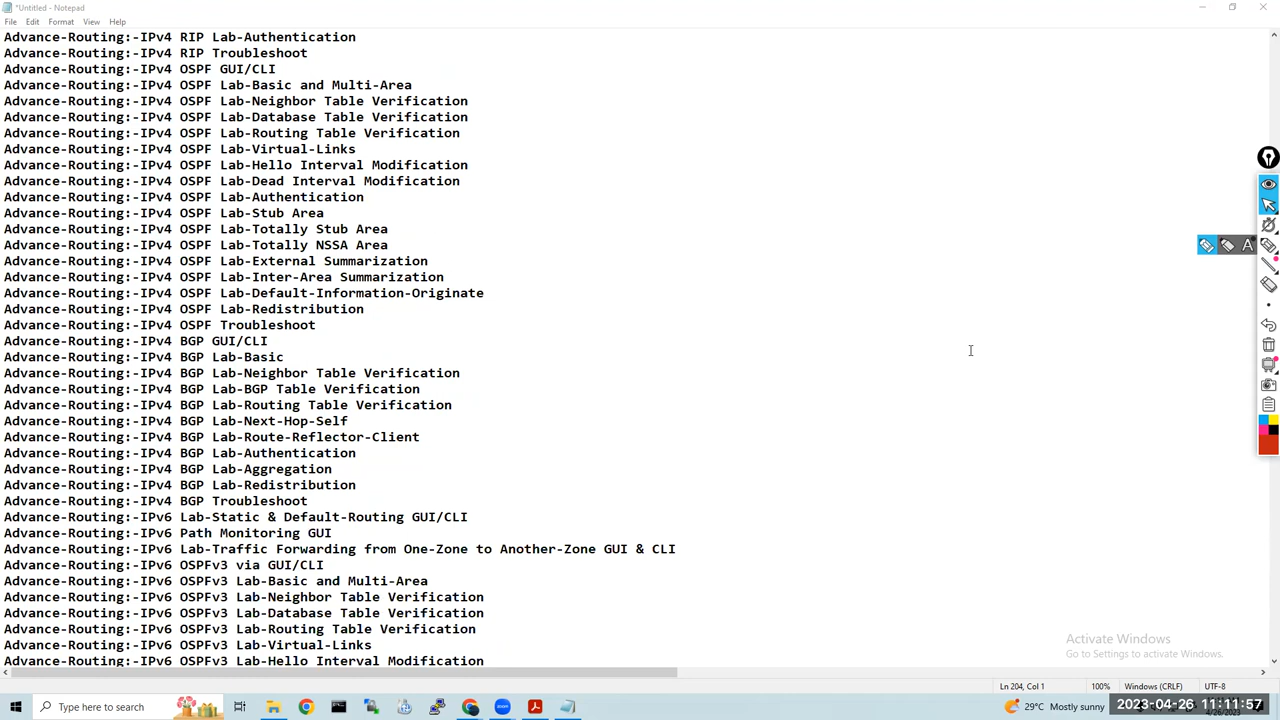 *Untitled - Notepad
File Edit Format View Help
Advance-Routing:-IPv4 RIP Lab-Authentication
Advance-Routing:-IPv4 RIP Troubleshoot
Advance-Routing:-IPv4 OSPF GUI/CLI
Advance-Routing:-IPv4 OSPF Lab-Basic and Multi-Area
Advance-Routing:-IPv4 OSPF Lab-Neighbor Table Verification
Advance-Routing:-IPv4 OSPF Lab-Database Table Verification
Advance-Routing:-IPv4 OSPF Lab-Routing Table Verification
Advance-Routing:-IPv4 OSPF Lab-Virtual-Links
Advance-Routing:-IPv4 OSPF Lab-Hello Interval Modification
Advance-Routing:-IPv4 OSPF Lab-Dead Interval Modification
Advance-Routing:-IPv4 OSPF Lab-Authentication
Advance-Routing:-IPv4 OSPF Lab-Stub Area
Advance-Routing:-IPv4 OSPF Lab-Totally Stub Area
Advance-Routing:-IPv4 OSPF Lab-Totally NSSA Area
Advance-Routing:-IPv4 OSPF Lab-External Summarization
Advance-Routing:-IPv4 OSPF Lab-Inter-Area Summarization
Advance-Routing:-IPv4 OSPF Lab-Default-Information-Originate
Advance-Routing:-IPv4 OSPF Lab-Redistribution
Advance-Routing:-IPv4 OSPF Troubleshoot
Advance-Routing:-IPv4 BGP GUI/CLI
Advance-Routing:-IPv4 BGP Lab-Basic
Advance-Routing:-IPv4 BGP Lab-Neighbor Table Verification
Advance-Routing:-IPv4 BGP Lab-BGP Table Verification
Advance-Routing:-IPv4 BGP Lab-Routing Table Verification
Advance-Routing:-IPv4 BGP Lab-Next-Hop-Self
Advance-Routing:-IPv4 BGP Lab-Route-Reflector-Client
Advance-Routing:-IPv4 BGP Lab-Authentication
Advance-Routing:-IPv4 BGP Lab-Aggregation
Advance-Routing:-IPv4 BGP Lab-Redistribution
Advance-Routing:-IPv4 BGP Troubleshoot
Advance-Routing:-IPv6 Lab-Static & Default-Routing GUI/CLI
Advance-Routing:-IPv6 Path Monitoring GUI
Advance-Routing:-IPv6 Lab-Traffic Forwarding from One-Zone to Another-Zone GUI & CLI
Advance-Routing:-IPv6 OSPFv3 via GUI/CLI
Advance-Routing:-IPv6 OSPFv3 Lab-Basic and Multi-Area
Advance-Routing:-IPv6 OSPFv3 Lab-Neighbor Table Verification
Advance-Routing:-IPv6 OSPFv3 Lab-Database Table Verification
Advance-Routing:-IPv6 OSPFv3 Lab-Routing Table Verification
Advance-Routing:-IPv6 OSPFv3 Lab-Virtual-Links
Advance-Routing:-IPv6 OSPFv3 Lab-Hello Interval Modification
A
Activate Windows
Go to Settings to activate Windows.
Ln 204, Col 1 100% Windows (CRLF) UTF-8
Type here to search
29°C Mostly sunny
2023-04-26 11:11:57